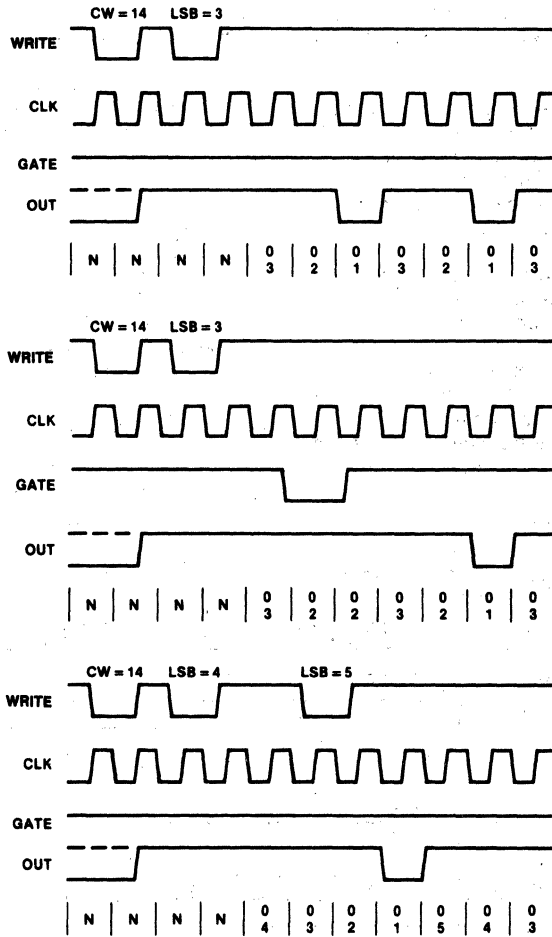 CW = 14 LSB = 3
WRITE
CLK
GATE
OUT
N N N N 0 0 0 0 0 0 0
3 2 1 3 2 1 3
CW = 14 LSB = 3
WRITE
CLK
GATE
OUT
N N N N 0 0 0 0 0 0 0
3 2 2 3 2 1 3
CW = 14 LSB = 4 LSB = 5
WRITE
CLK
GATE
OUT
N N N N 0 0 0 0 0 0 0
4 3 2 1 5 4 3